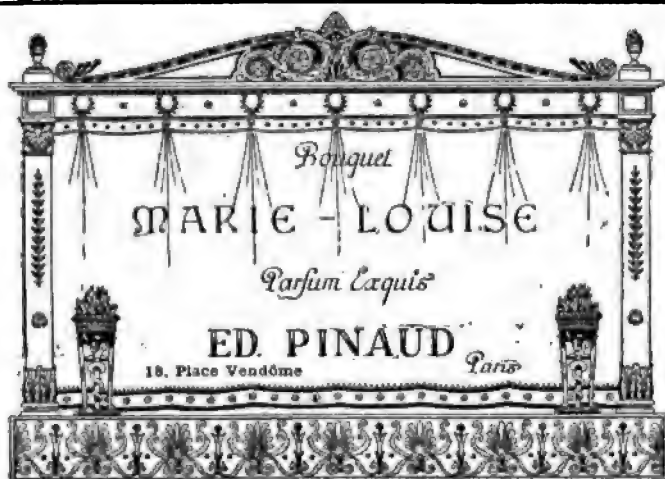 Bouquet
MARIE - LOUISE
Parfum Exquis
ED. PINAUD
18. Place Vendôme Paris